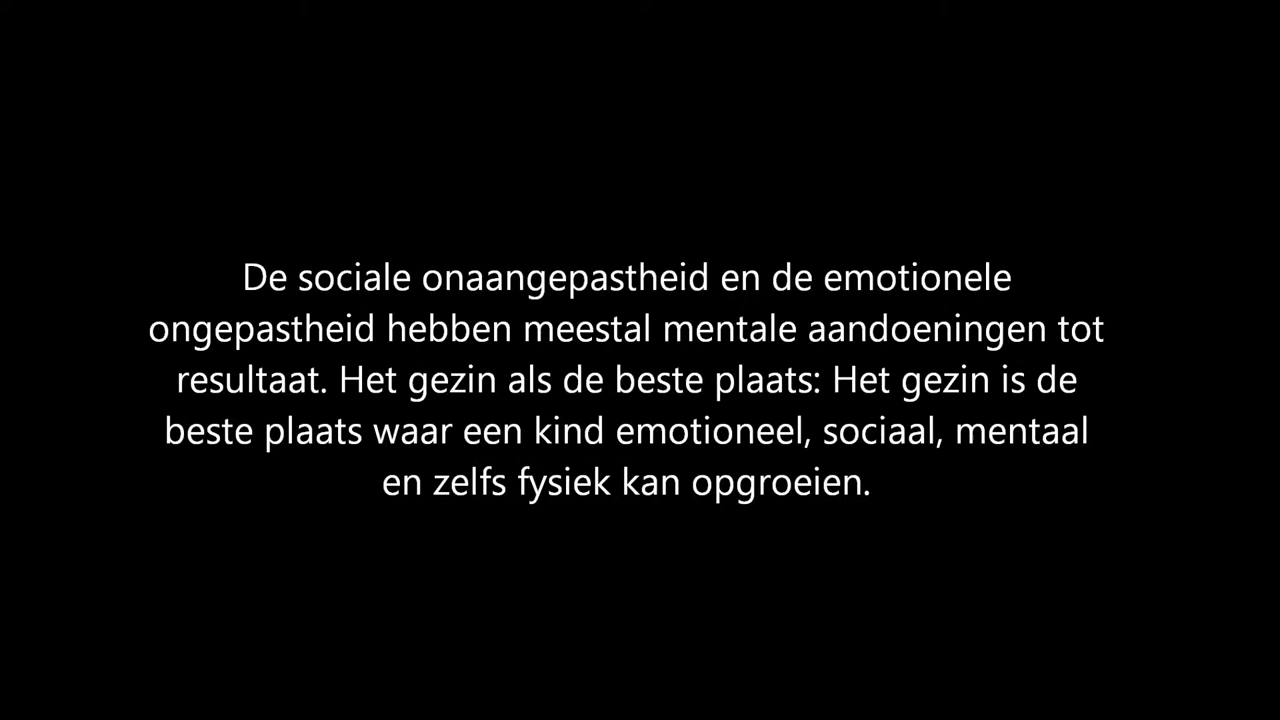 De sociale onaangepastheid en de emotionele
ongepastheid hebben meestal mentale aandoeningen tot
resultaat. Het gezin als de beste plaats: Het gezin is de
beste plaats waar een kind emotioneel, sociaal, mentaal
en zelfs fysiek kan opgroeien.